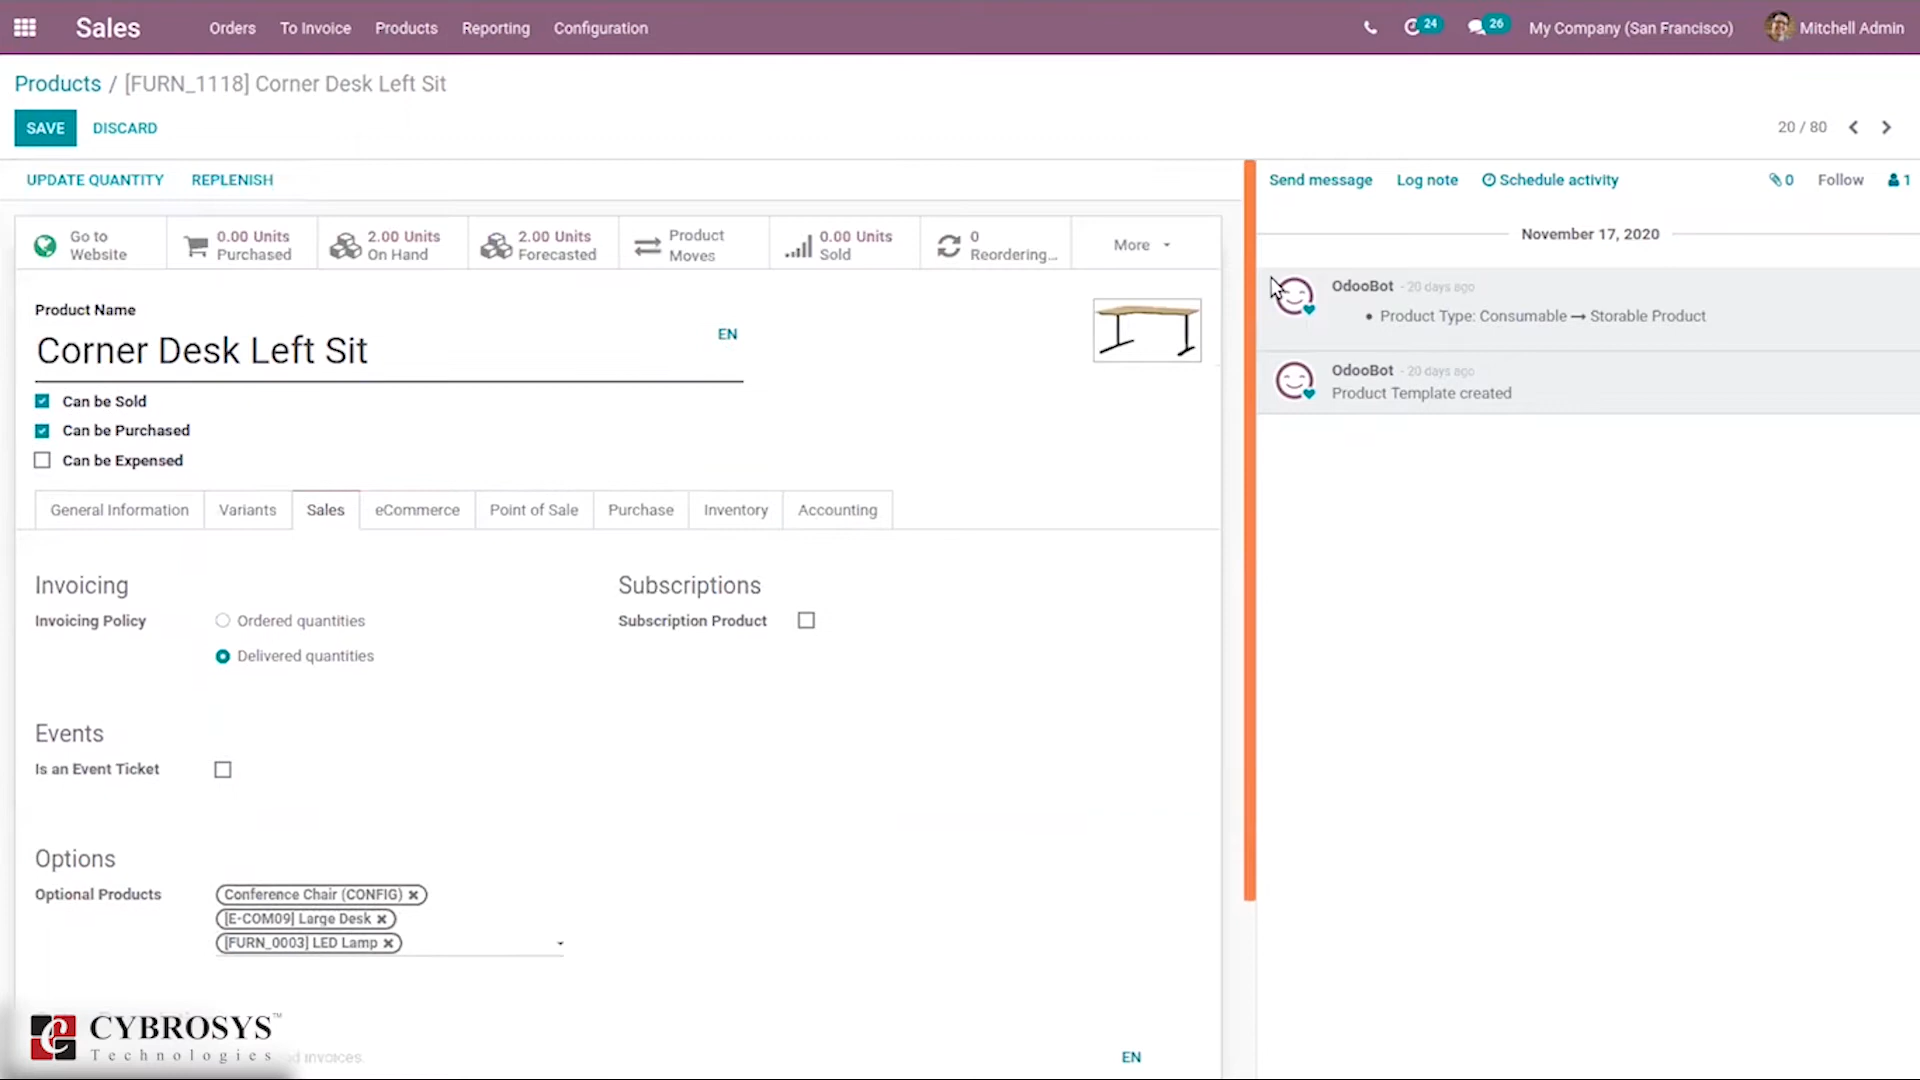 Sales Orders To Invoice Products Reporting Configuration 24 26 My Company (San Francisco) Mitchell Admin
Products / [FURN_1118] Corner Desk Left Sit
SAVE DISCARD 20 / 80
UPDATE QUANTITY REPLENISH Send message Log note Schedule activity 0 Follow 1
Go to Website
0.00 Units Purchased
2.00 Units On Hand
2.00 Units Forecasted
Product Moves
0.00 Units Sold
0 Reordering...
More
November 17, 2020
OdooBot - 20 days ago
• Product Type: Consumable → Storable Product
OdooBot - 20 days ago
Product Template created
Product Name
Corner Desk Left Sit EN
Can be Sold
Can be Purchased
Can be Expensed
General Information Variants Sales eCommerce Point of Sale Purchase Inventory Accounting
Invoicing Subscriptions
Invoicing Policy Ordered quantities Subscription Product
Delivered quantities
Events
Is an Event Ticket
Options
Optional Products Conference Chair (CONFIG) ×
[E-COM09] Large Desk ×
[FURN_0003] LED Lamp ×
CYBROSYS™
Technologies
d invoices. EN